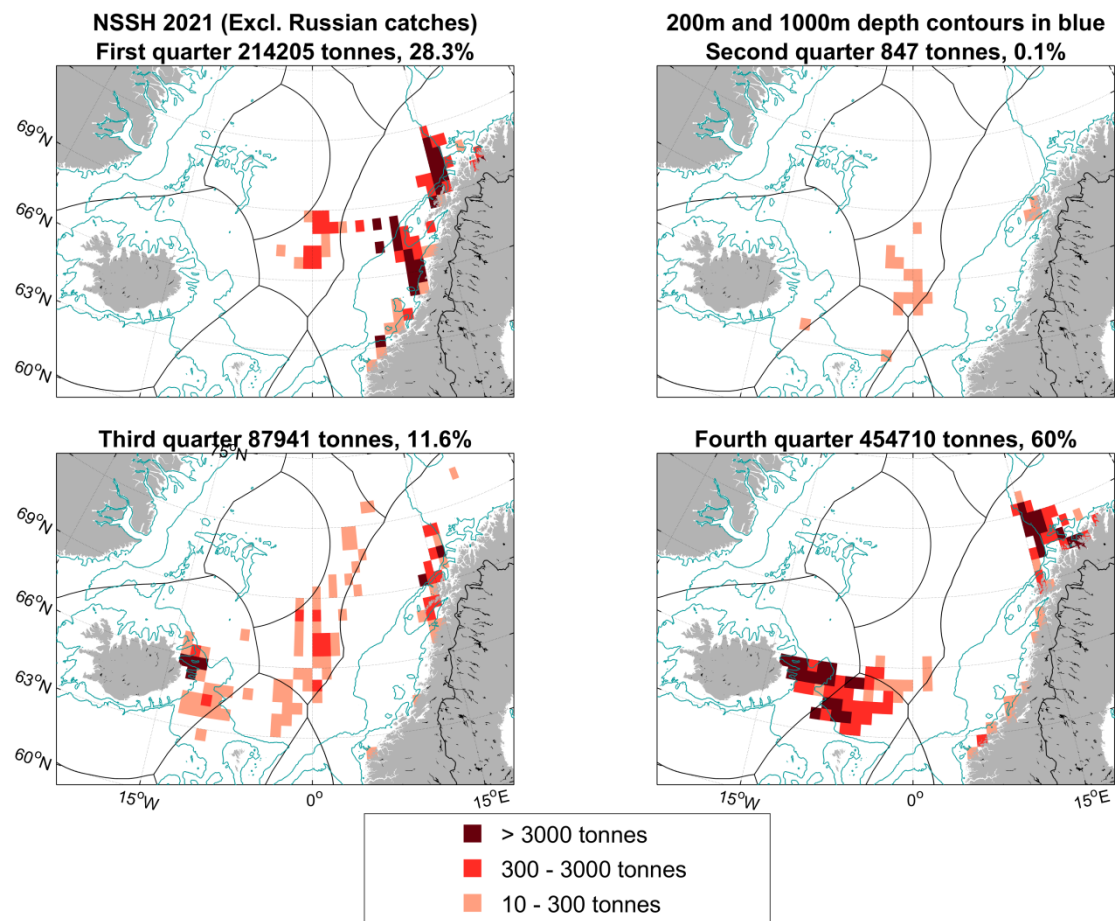 NSSH 2021 (Excl. Russian catches)
First quarter 214205 tonnes, 28.3%
200m and 1000m depth contours in blue
Second quarter 847 tonnes, 0.1%
69°N
66°N
63°N
60°N
Third quarter 87941 tonnes, 11.6%
75°N
Fourth quarter 454710 tonnes, 60%
69°N
66°N
63°N
60°N
15°W
0°
15°E
15°W
0°
15°E
> 3000 tonnes
300 - 3000 tonnes
10 - 300 tonnes